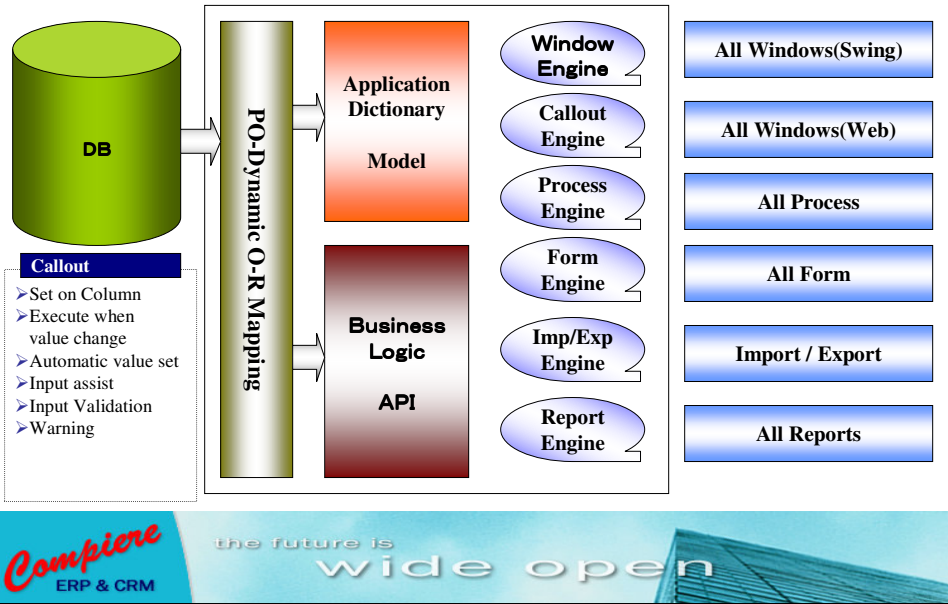 DB
Callout
➢Set on Column
➢Execute when
value change
➢Automatic value set
➢Input assist
➢Input Validation
➢Warning
PO-Dynamic O-R Mapping
Application
Dictionary
Model
Business
Logic
API
Window
Engine
Callout
Engine
Process
Engine
Form
Engine
Imp/Exp
Engine
Report
Engine
All Windows(Swing)
All Windows(Web)
All Process
All Form
Import / Export
All Reports
Compiere
ERP & CRM
the future is
wide open